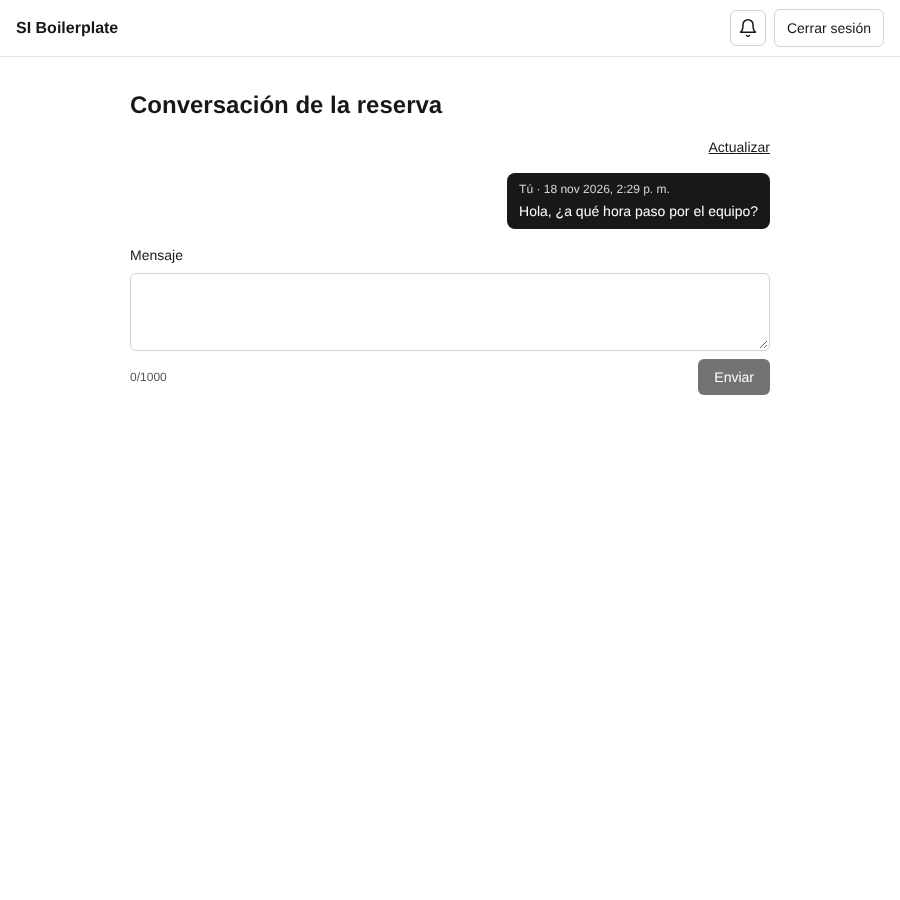 SI Boilerplate
Cerrar sesión
Conversación de la reserva
Actualizar
Tú · 18 nov 2026, 2:29 p. m.
Hola, ¿a qué hora paso por el equipo?
Mensaje
0/1000
Enviar